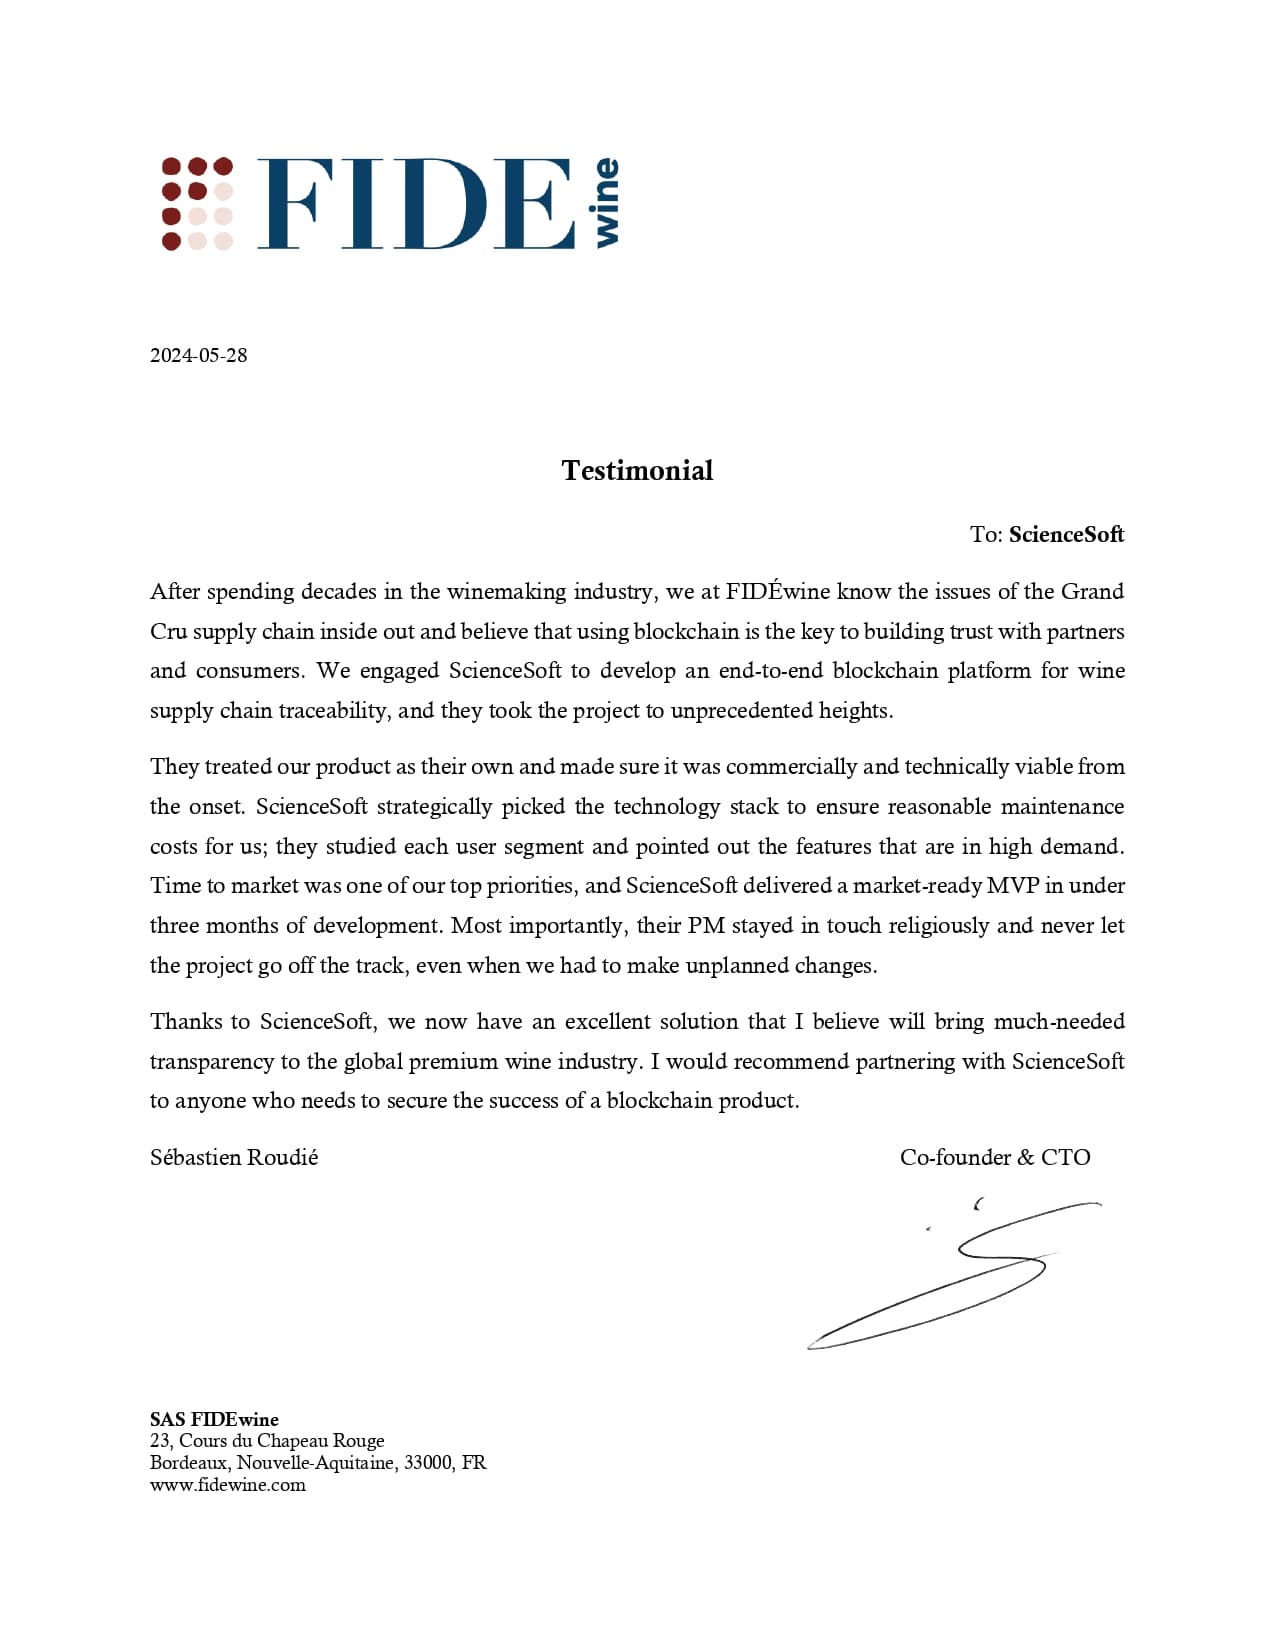 FIDE wine
2024-05-28
Testimonial
To: ScienceSoft
After spending decades in the winemaking industry, we at FIDÉwine know the issues of the Grand
Cru supply chain inside out and believe that using blockchain is the key to building trust with partners
and consumers. We engaged ScienceSoft to develop an end-to-end blockchain platform for wine
supply chain traceability, and they took the project to unprecedented heights.
They treated our product as their own and made sure it was commercially and technically viable from
the onset. ScienceSoft strategically picked the technology stack to ensure reasonable maintenance
costs for us; they studied each user segment and pointed out the features that are in high demand.
Time to market was one of our top priorities, and ScienceSoft delivered a market-ready MVP in under
three months of development. Most importantly, their PM stayed in touch religiously and never let
the project go off the track, even when we had to make unplanned changes.
Thanks to ScienceSoft, we now have an excellent solution that I believe will bring much-needed
transparency to the global premium wine industry. I would recommend partnering with ScienceSoft
to anyone who needs to secure the success of a blockchain product.
Sébastien Roudié Co-founder & CTO
SAS FIDEwine
23, Cours du Chapeau Rouge
Bordeaux, Nouvelle-Aquitaine, 33000, FR
www.fidewine.com